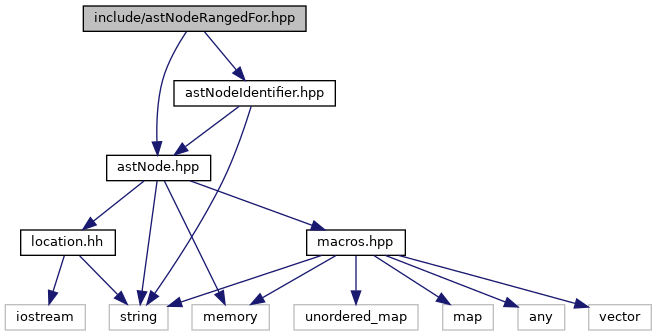 include/astNodeRangedFor.hpp
astNodeIdentifier.hpp
astNode.hpp
location.hh
macros.hpp
iostream
string
memory
unordered_map
map
any
vector